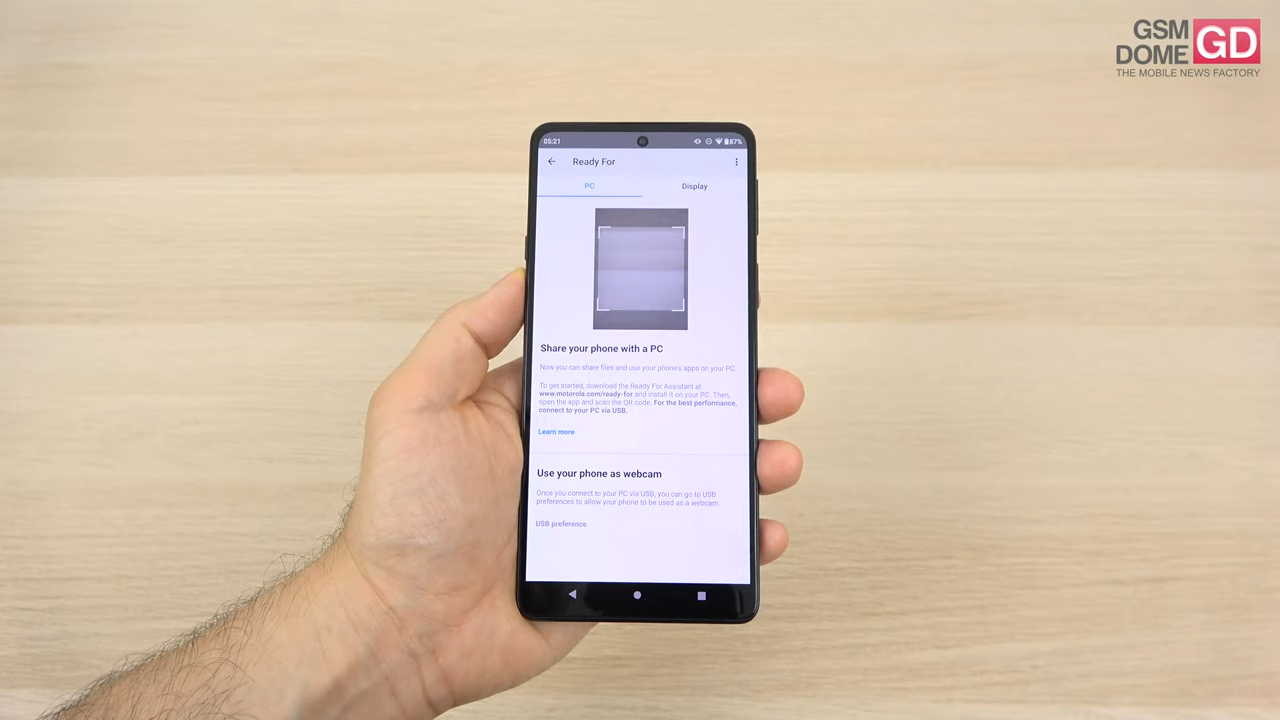 GSM
DOME GD
THE MOBILE NEWS FACTORY
05:21
87%
Ready For
PC
Display
Share your phone with a PC
Now you can share files and use your phone's apps on your PC.
To get started, download the Ready For Assistant at
www.motorola.com/ready-for and install it on your PC. Then,
open the app and scan the QR code. For the best performance,
connect to your PC via USB.
Learn more
Use your phone as webcam
Once you connect to your PC via USB, you can go to USB
preferences to allow your phone to be used as a webcam.
USB preference